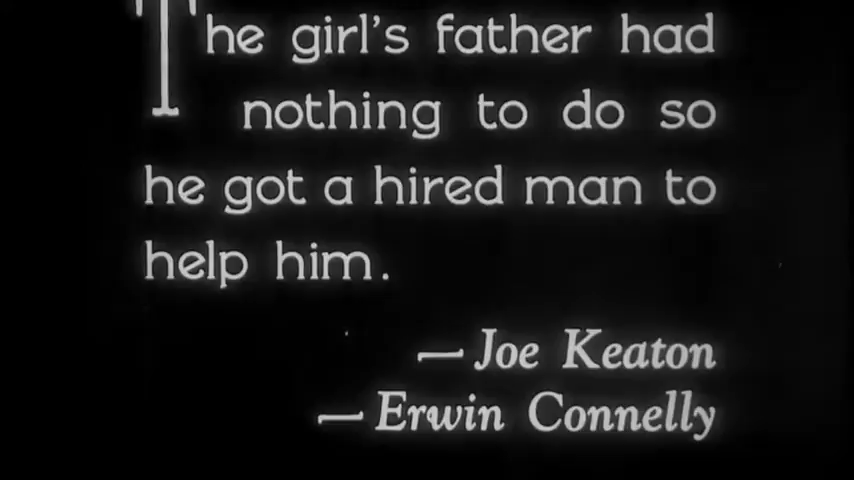 The girl's father had
nothing to do so
he got a hired man to
help him.
— Joe Keaton
— Erwin Connelly